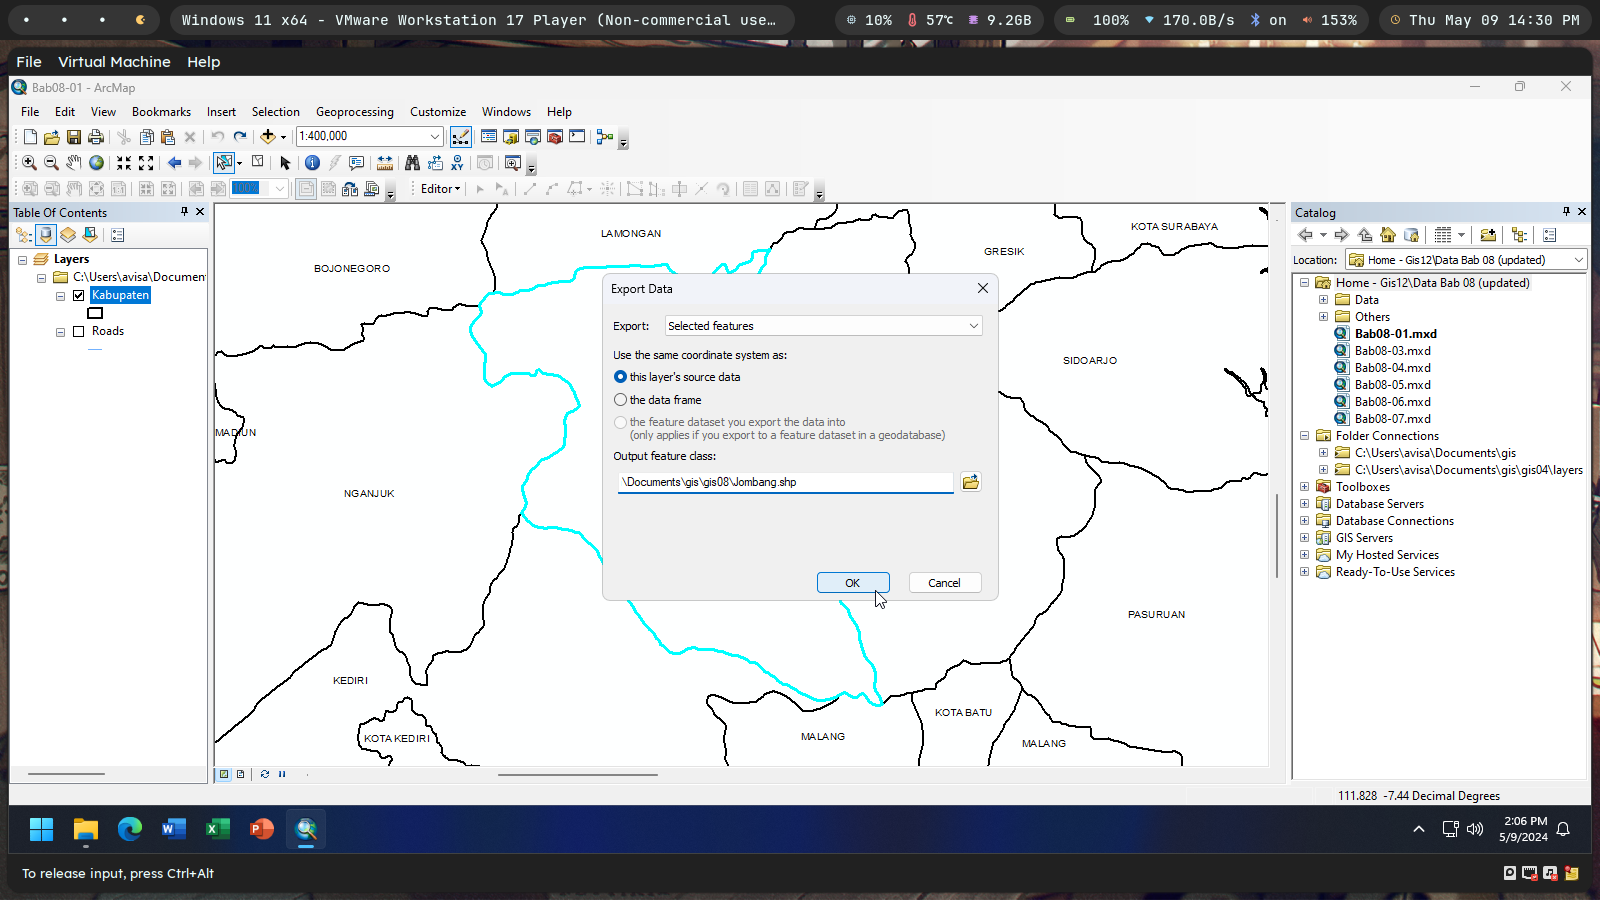 Windows 11 x64 - VMware Workstation 17 Player (Non-commercial use…
10% 57°C 9.2GB
100% 170.0B/s on 153%
Thu May 09 14:30 PM
File Virtual Machine Help
Bab08-01 - ArcMap
File Edit View Bookmarks Insert Selection Geoprocessing Customize Windows Help
1:400,000
100%
Editor
Table Of Contents
Layers
C:\Users\avisa\Documen
Kabupaten
Roads
LAMONGAN
KOTA SURABAYA
GRESIK
BOJONEGORO
SIDOARJO
MADIUN
NGANJUK
PASURUAN
KEDIRI
KOTA BATU
KOTA KEDIRI
MALANG
MALANG
Export Data
Export: Selected features
Use the same coordinate system as:
this layer's source data
the data frame
the feature dataset you export the data into
(only applies if you export to a feature dataset in a geodatabase)
Output feature class:
\Documents\gis\gis08\Jombang.shp
OK Cancel
Catalog
Location: Home - Gis12\Data Bab 08 (updated)
Home - Gis12\Data Bab 08 (updated)
Data
Others
Bab08-01.mxd
Bab08-03.mxd
Bab08-04.mxd
Bab08-05.mxd
Bab08-06.mxd
Bab08-07.mxd
Folder Connections
C:\Users\avisa\Documents\gis
C:\Users\avisa\Documents\gis\gis04\layers
Toolboxes
Database Servers
Database Connections
GIS Servers
My Hosted Services
Ready-To-Use Services
111.828 -7.44 Decimal Degrees
2:06 PM
5/9/2024
To release input, press Ctrl+Alt